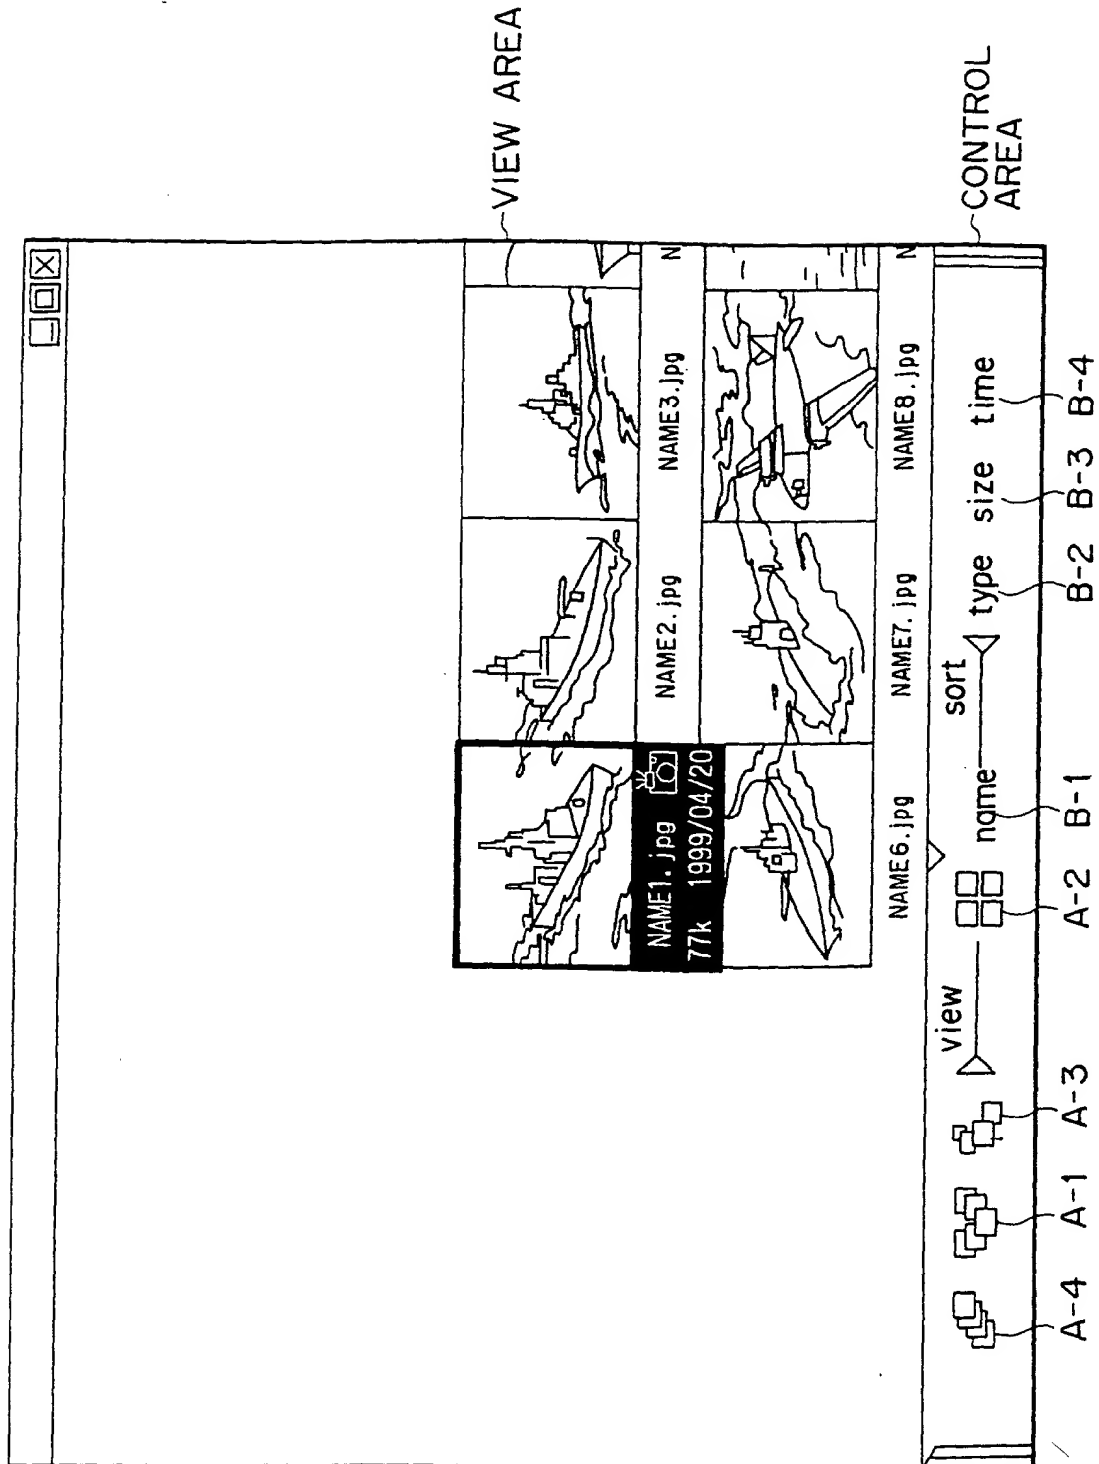 VIEW AREA
NAME1.jpg
77k 1999/04/20
NAME2.jpg
NAME3.jpg
N
NAME6.jpg
NAME7.jpg
NAME8.jpg
N
CONTROL
AREA
view
sort
name
type
size
time
A-4
A-1
A-3
A-2
B-1
B-2
B-3
B-4